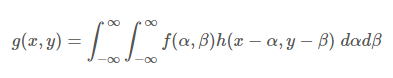 g(x, y) = ∫_{-∞}^{∞} ∫_{-∞}^{∞} f(α, β)h(x − α, y − β) dαdβ